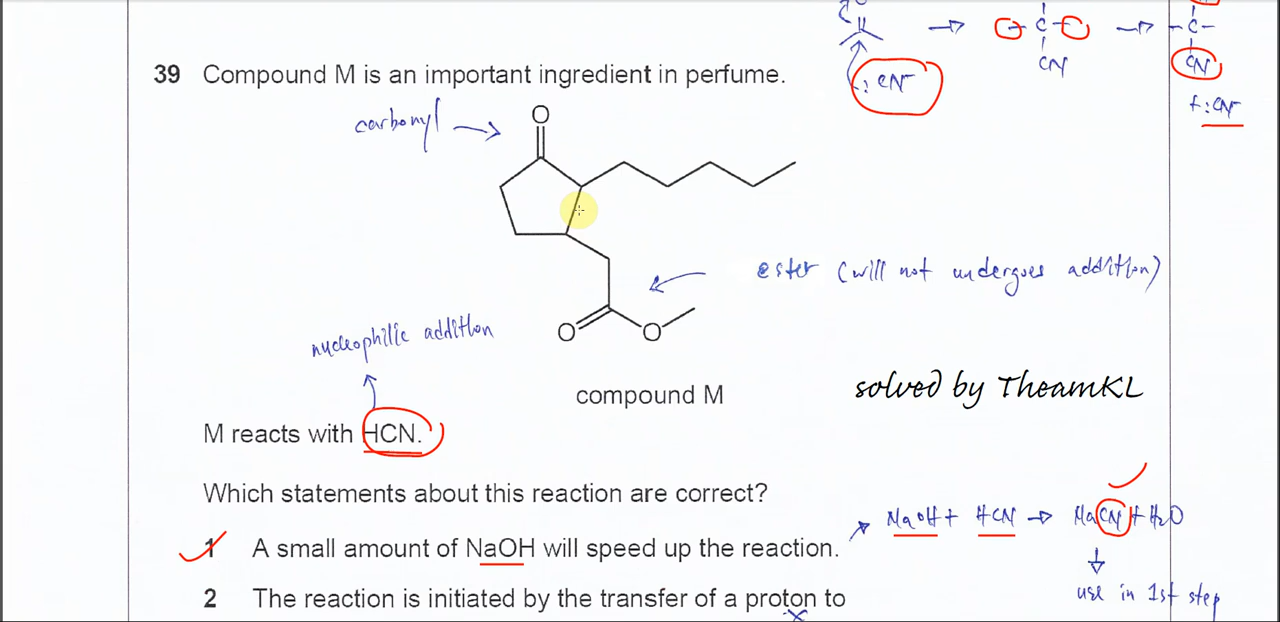 C
C
C
CN
CN
:CN⁻
+ :CN⁻
39 Compound M is an important ingredient in perfume.
carbonyl
O
ester (will not undergoes addition)
O
O
nucleophilic addition
compound M
solved by TheamKL
M reacts with HCN.
Which statements about this reaction are correct?
NaOH + HCN → NaCN + H2O
1 A small amount of NaOH will speed up the reaction.
use in 1st step
2 The reaction is initiated by the transfer of a proton to